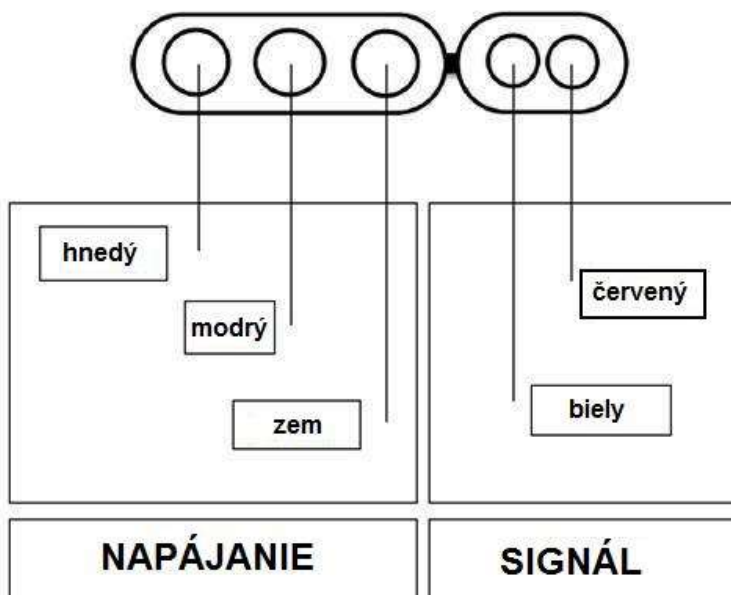 hnedý
modrý
zem
červený
biely
NAPÁJANIE
SIGNÁL